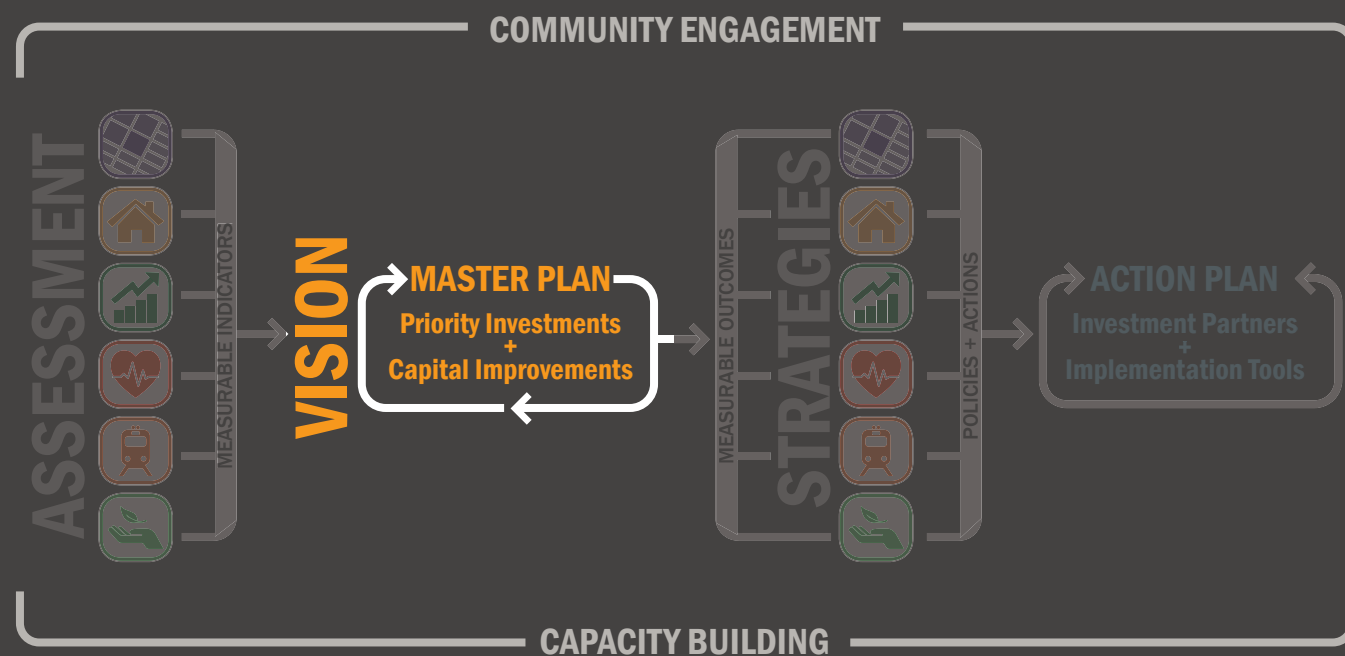 COMMUNITY ENGAGEMENT
ASSESSMENT
MEASURABLE INDICATORS
VISION
MASTER PLAN
Priority Investments
+
Capital Improvements
MEASURABLE OUTCOMES
STRATEGIES
POLICIES + ACTIONS
ACTION PLAN
Investment Partners
+
Implementation Tools
CAPACITY BUILDING